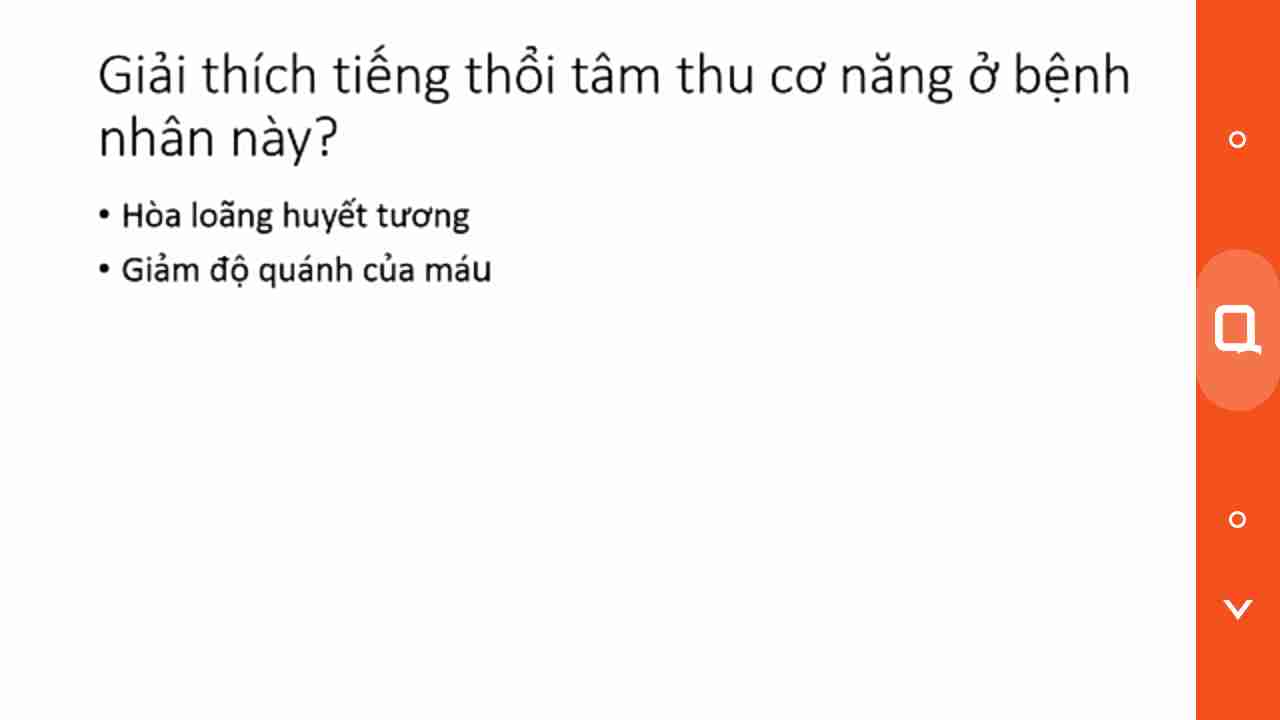 Giải thích tiếng thổi tâm thu cơ năng ở bệnh
nhân này?
• Hòa loãng huyết tương
• Giảm độ quánh của máu